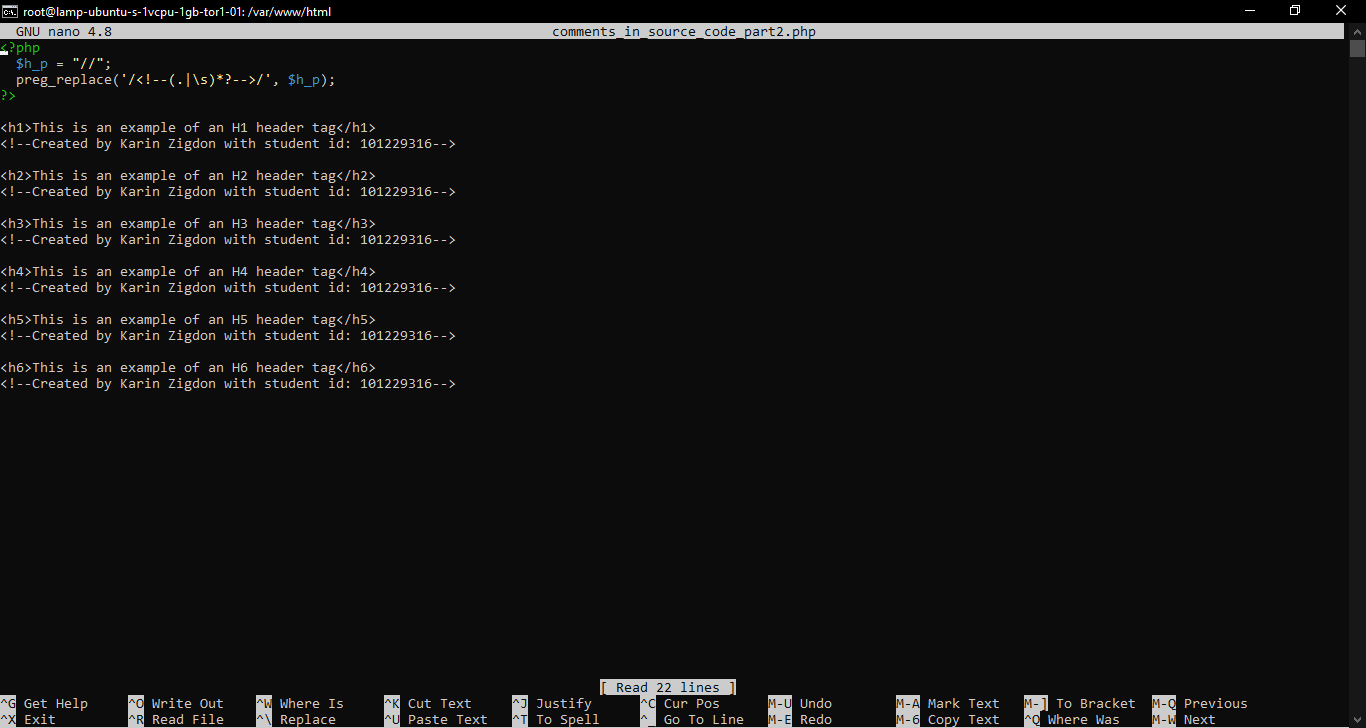 root@lamp-ubuntu-s-1vcpu-1gb-tor1-01: /var/www/html
GNU nano 4.8 comments_in_source_code_part2.php
<?php
$h_p = "//";
preg_replace('/<!--(.|\s)*?-->/', $h_p);
?>
<h1>This is an example of an H1 header tag</h1>
<!--Created by Karin Zigdon with student id: 101229316-->
<h2>This is an example of an H2 header tag</h2>
<!--Created by Karin Zigdon with student id: 101229316-->
<h3>This is an example of an H3 header tag</h3>
<!--Created by Karin Zigdon with student id: 101229316-->
<h4>This is an example of an H4 header tag</h4>
<!--Created by Karin Zigdon with student id: 101229316-->
<h5>This is an example of an H5 header tag</h5>
<!--Created by Karin Zigdon with student id: 101229316-->
<h6>This is an example of an H6 header tag</h6>
<!--Created by Karin Zigdon with student id: 101229316-->
[ Read 22 lines ]
^G Get Help ^O Write Out ^W Where Is ^K Cut Text ^J Justify ^C Cur Pos M-U Undo M-A Mark Text M-] To Bracket M-Q Previous
^X Exit ^R Read File ^\ Replace ^U Paste Text ^T To Spell ^_ Go To Line M-E Redo M-6 Copy Text ^Q Where Was M-W Next